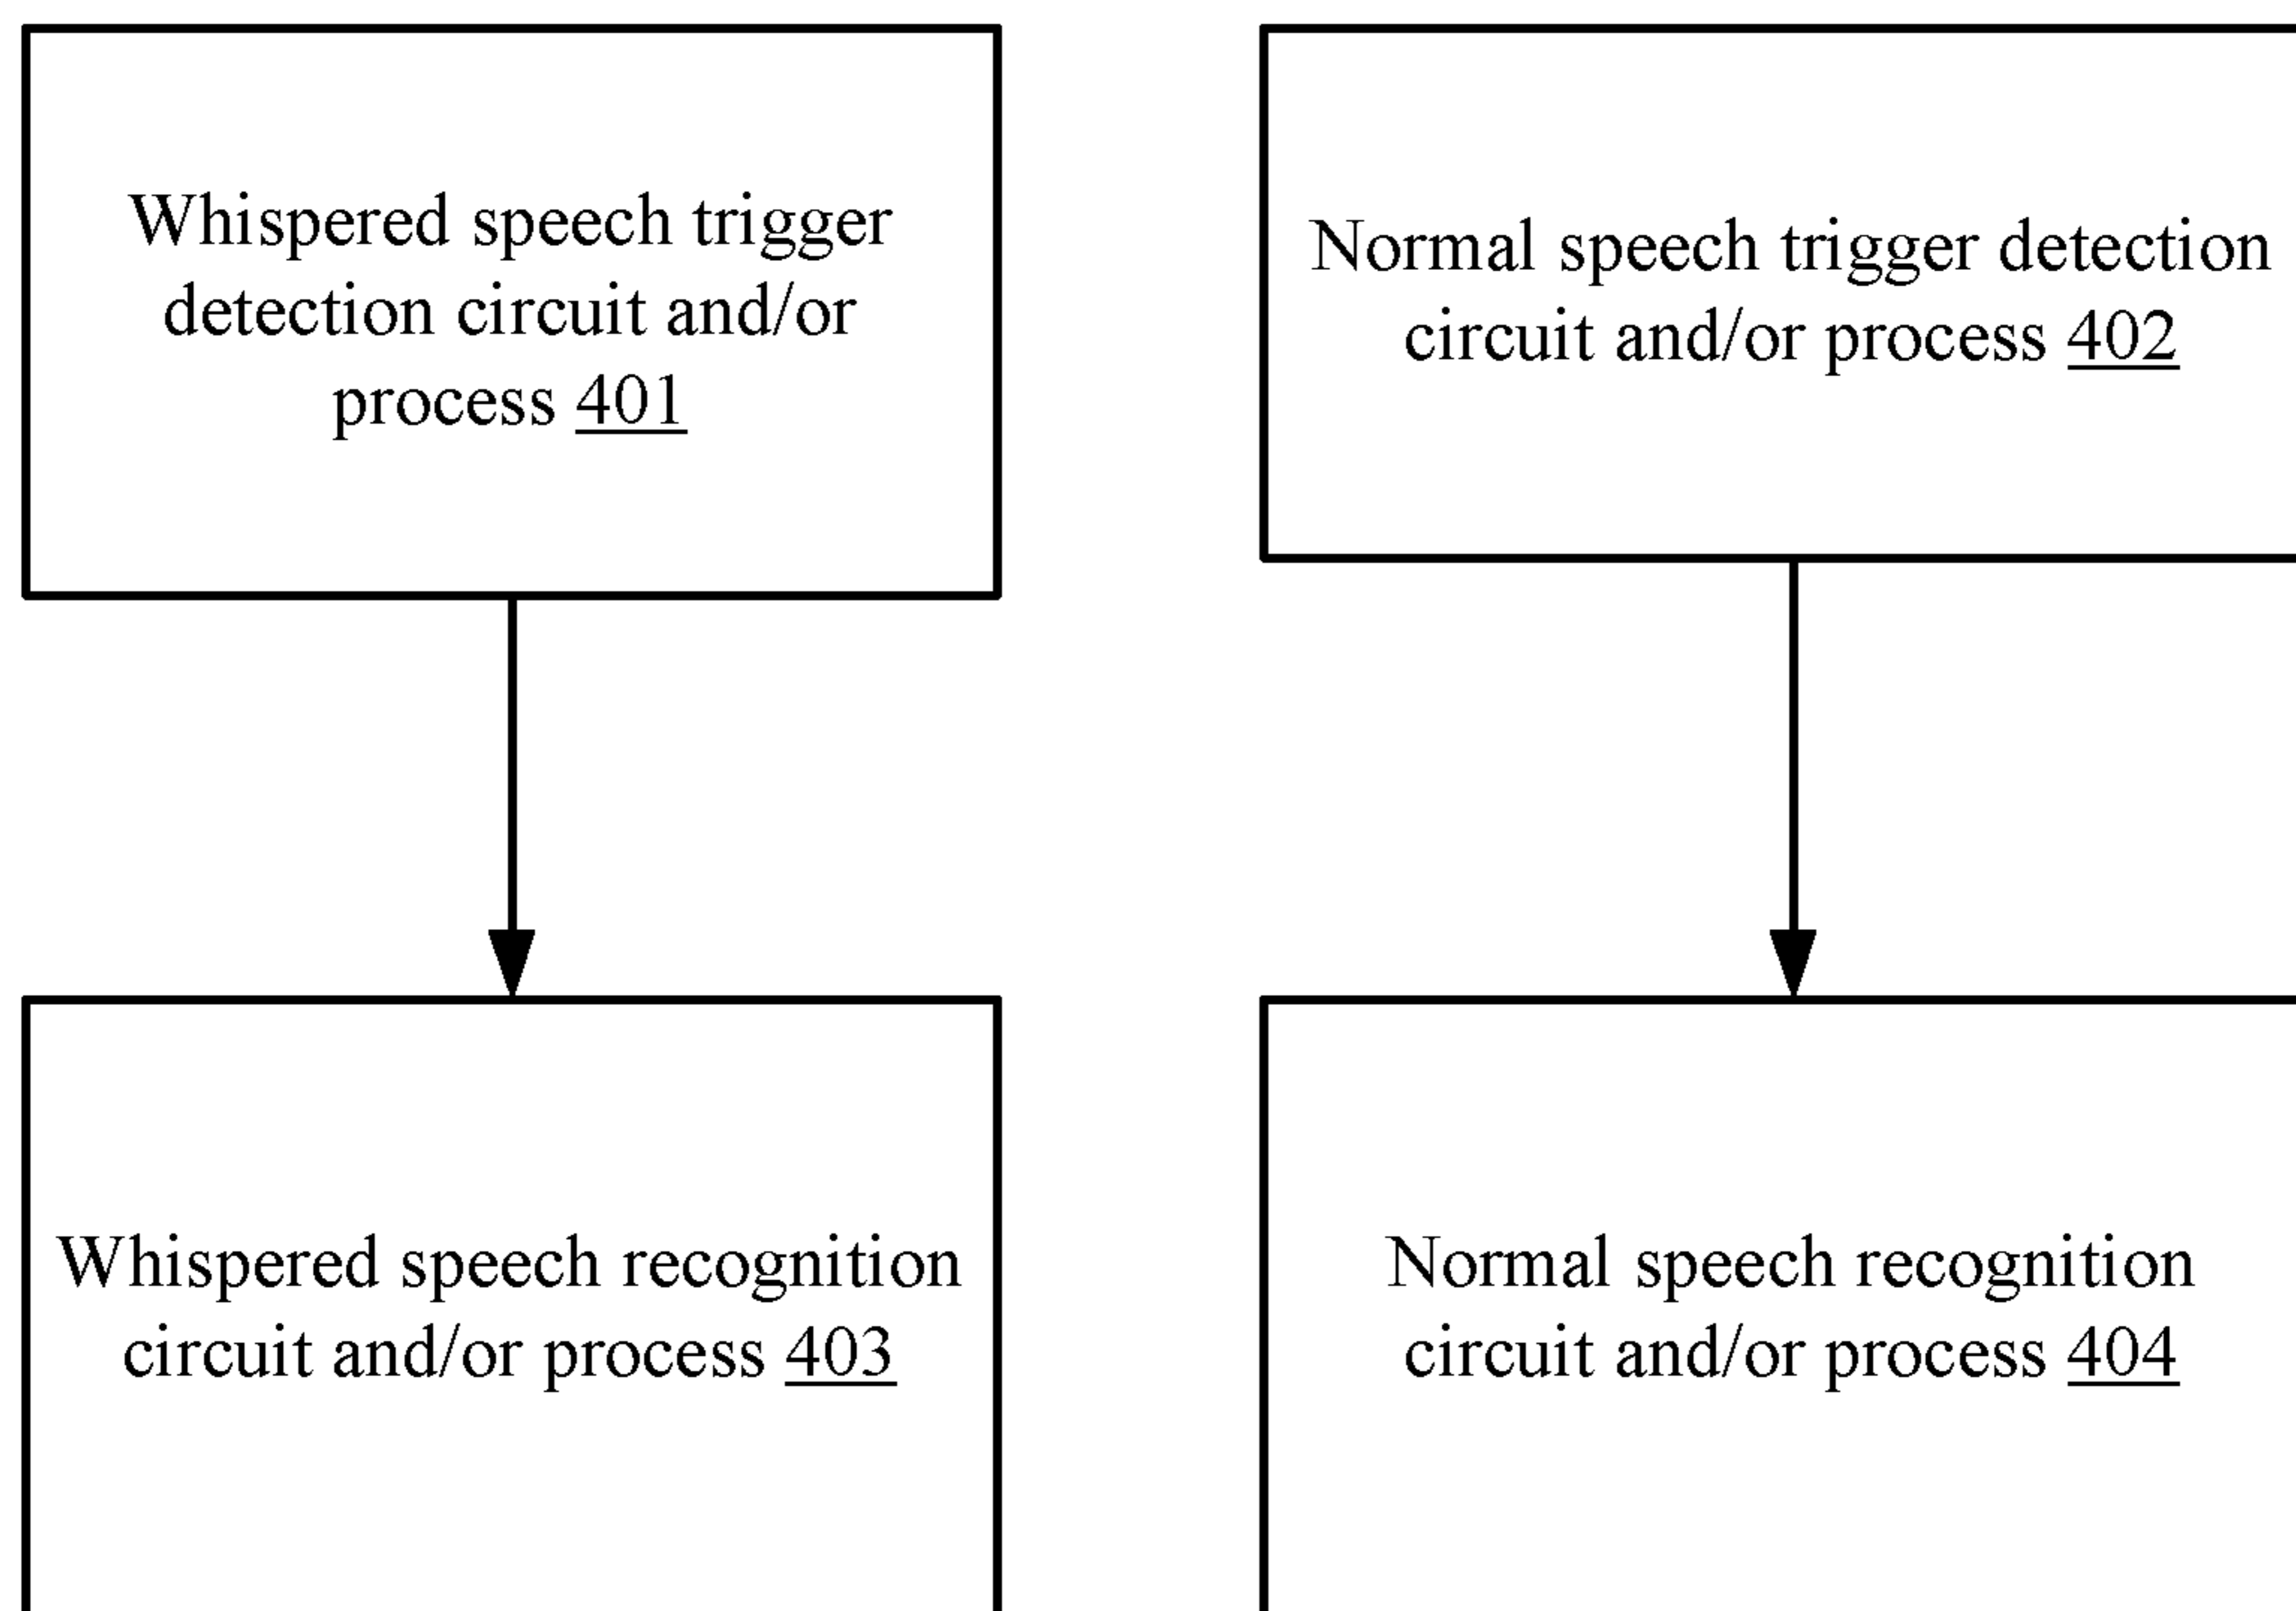 Whispered speech trigger
detection circuit and/or
process 401
Normal speech trigger detection
circuit and/or process 402
Whispered speech recognition
circuit and/or process 403
Normal speech recognition
circuit and/or process 404